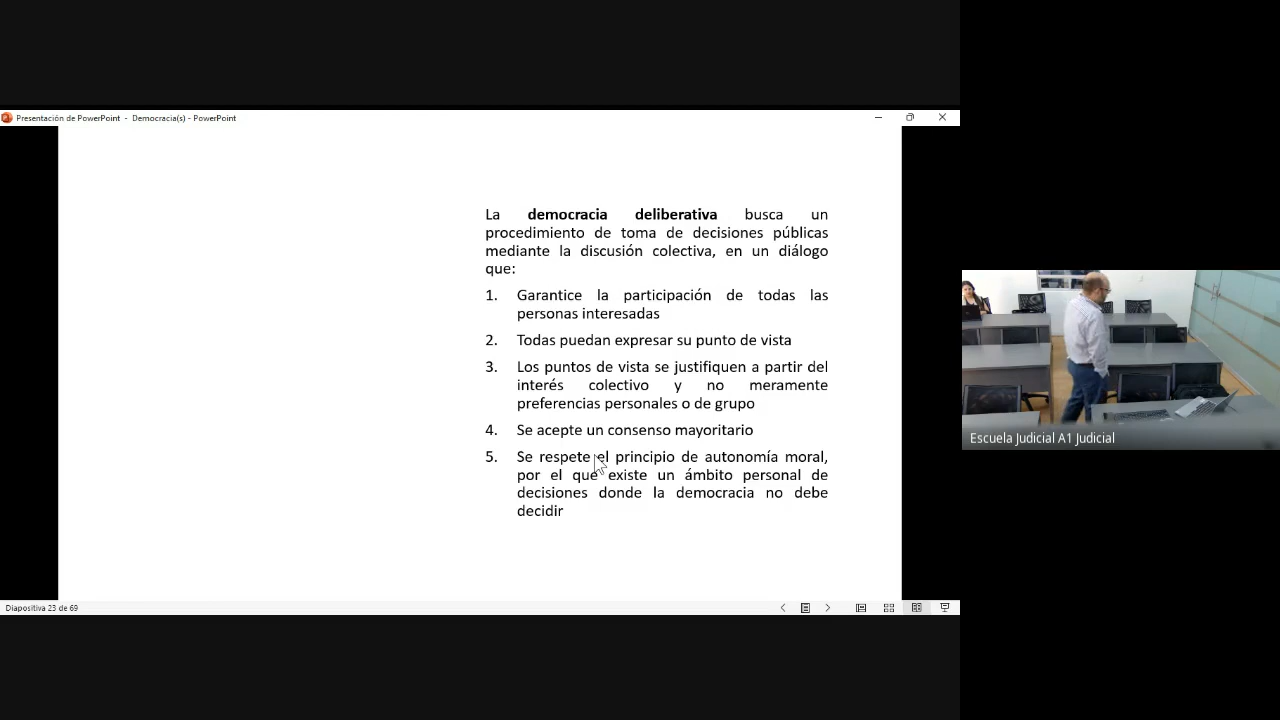 Presentación de PowerPoint - Democracia(s) - PowerPoint
La democracia deliberativa busca un
procedimiento de toma de decisiones públicas
mediante la discusión colectiva, en un diálogo
que:
1. Garantice la participación de todas las
personas interesadas
2. Todas puedan expresar su punto de vista
3. Los puntos de vista se justifiquen a partir del
interés colectivo y no meramente
preferencias personales o de grupo
4. Se acepte un consenso mayoritario
5. Se respete el principio de autonomía moral,
por el que existe un ámbito personal de
decisiones donde la democracia no debe
decidir
Diapositiva 23 de 69
Escuela Judicial A1 Judicial